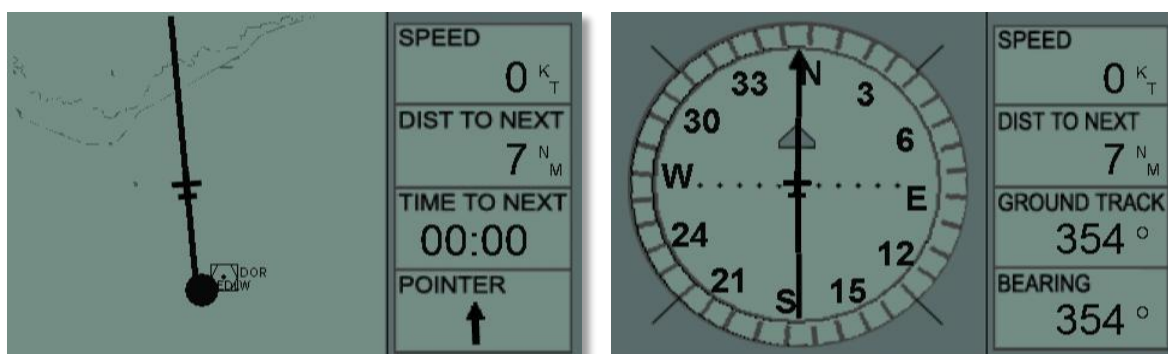 SPEED
0 KT
DIST TO NEXT
7 NM
TIME TO NEXT
00:00
POINTER
DOR
N
3
6
E
12
15
S
21
24
W
30
33
SPEED
0 KT
DIST TO NEXT
7 NM
GROUND TRACK
354 °
BEARING
354 °